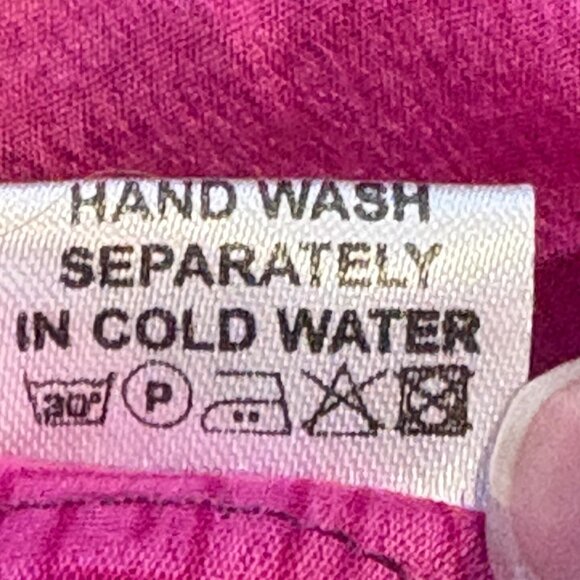 HAND WASH
SEPARATELY
IN COLD WATER
30° P